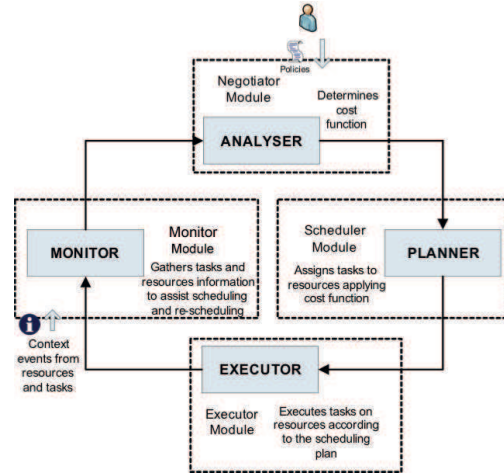 Policies
Negotiator
Module
Determines
cost
function
ANALYSER
Monitor
Module
MONITOR
Gathers tasks and
resources information
to assist scheduling
and re-scheduling
Scheduler
Module
PLANNER
Assigns tasks to
resources applying
cost function
i
Context
events from
resources
and tasks
EXECUTOR
Executor
Module
Executes tasks on
resources according
to the scheduling
plan